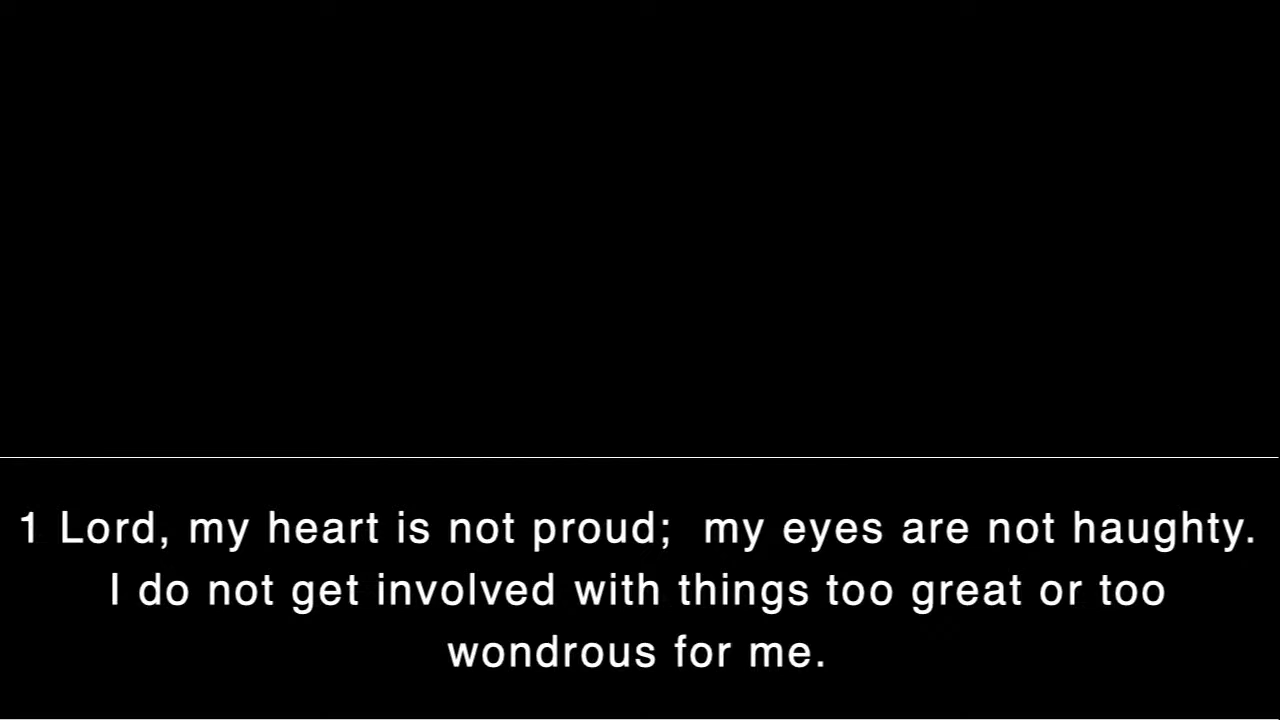 1 Lord, my heart is not proud;  my eyes are not haughty.
I do not get involved with things too great or too
wondrous for me.